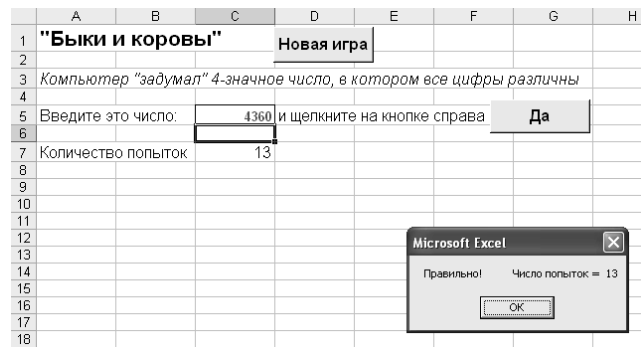 A B C D E F G H
1 "Быки и коровы" Новая игра
2
3 Компьютер "задумал" 4-значное число, в котором все цифры различны
4
5 Введите это число: 4360 и щелкните на кнопке справа Да
6
7 Количество попыток 13
8
9
10
11
12 Microsoft Excel
13
14 Правильно! Число попыток = 13
15
16 OK
17
18